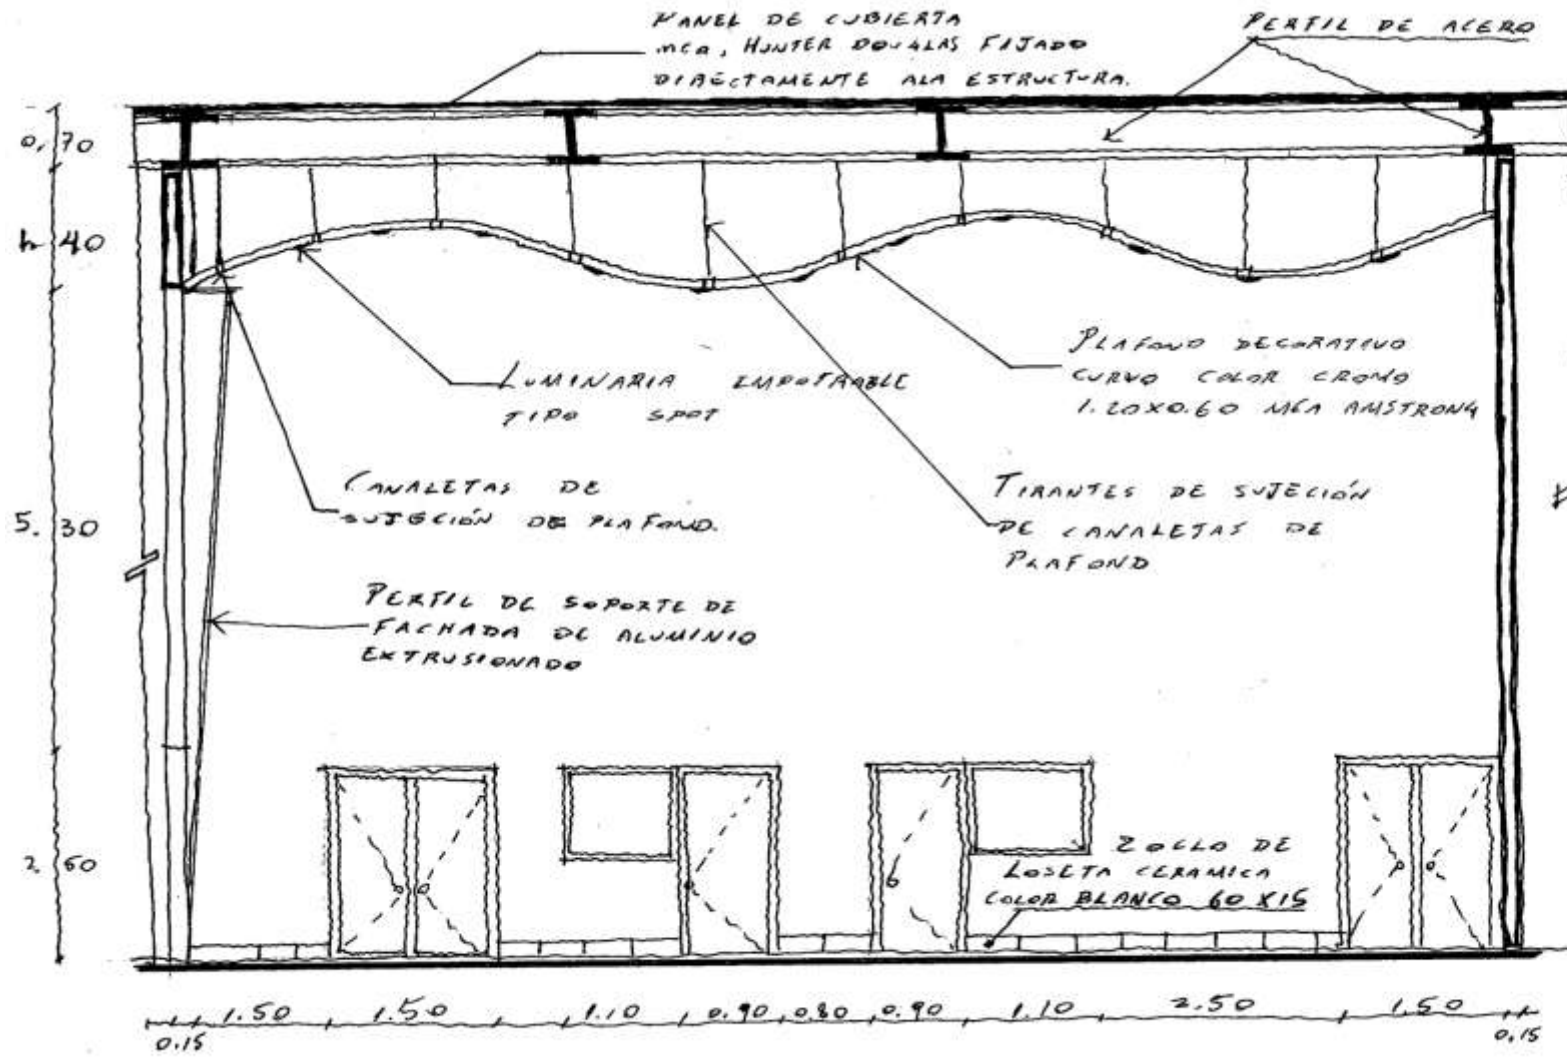 PANEL DE CUBIERTA
mca, HUNTER DOUGLAS FIJADO
DIRECTAMENTE ALA ESTRUCTURA.
PERFIL DE ACERO
0.70
40
LUMINARIA EMPOTRABLE
TIPO SPOT
PLAFOND DECORATIVO
CURVO COLOR CROMO
1.20X0.60 MCA AMSTRONG
CANALETAS DE
SUJECIÓN DE PLAFOND.
TIRANTES DE SUJECIÓN
DE CANALETAS DE
PLAFOND
5.30
PERFIL DE SOPORTE DE
FACHADA DE ALUMINIO
EXTRUSIONADO
2.50
ZOCLO DE
LOSETA CERAMICA
COLOR BLANCO 60X15
1.50 1.50 1.10 0.90 0.80 0.90 1.10 2.50 1.50
0.15 0.15